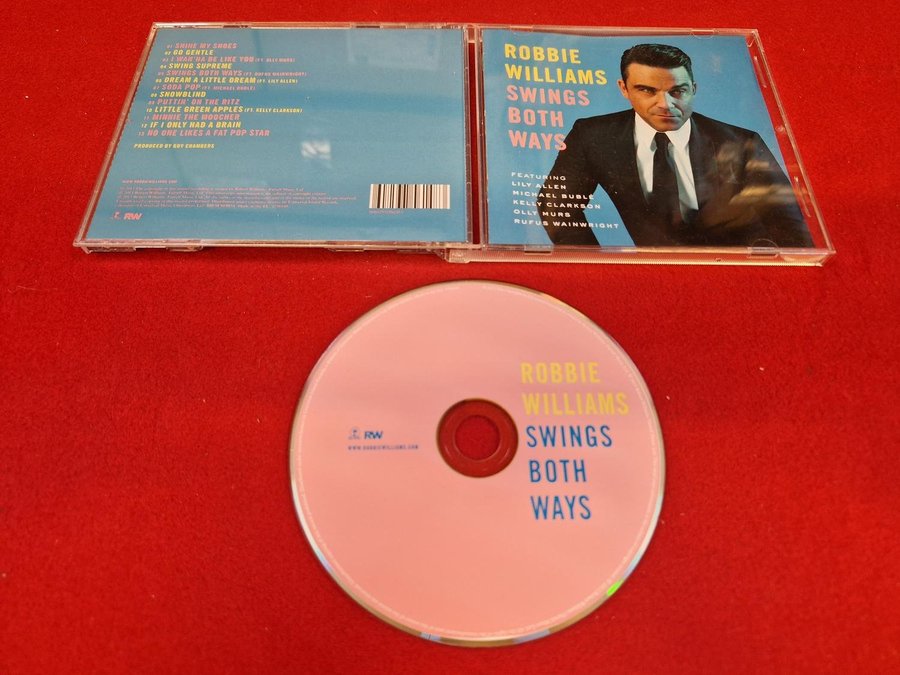 01 SHINE MY SHOES
02 GO GENTLE
03 I WAN'NA BE LIKE YOU (FT. OLLY MURS)
04 SWING SUPREME
05 SWINGS BOTH WAYS (FT. RUFUS WAINWRIGHT)
06 DREAM A LITTLE DREAM (FT. LILY ALLEN)
07 SODA POP (FT. MICHAEL BUBLÉ)
08 SNOWBLIND
09 PUTTIN' ON THE RITZ
10 LITTLE GREEN APPLES (FT. KELLY CLARKSON)
11 MINNIE THE MOOCHER
12 IF I ONLY HAD A BRAIN
13 NO ONE LIKES A FAT POP STAR
PRODUCED BY GUY CHAMBERS
WWW.ROBBIEWILLIAMS.COM
RW
ROBBIE
WILLIAMS
SWINGS
BOTH
WAYS
FEATURING
LILY ALLEN
MICHAEL BUBLÉ
KELLY CLARKSON
OLLY MURS
RUFUS WAINWRIGHT
ROBBIE
WILLIAMS
SWINGS
BOTH
WAYS
RW
WWW.ROBBIEWILLIAMS.COM